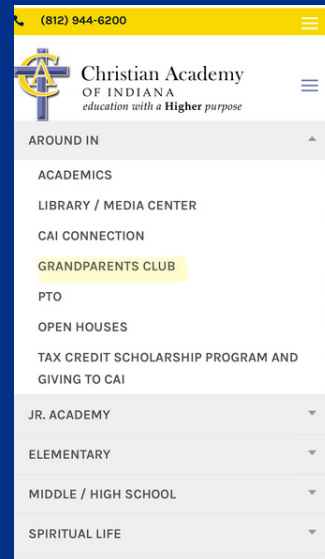 (812) 944-6200
Christian Academy
OF INDIANA
education with a Higher purpose
AROUND IN
ACADEMICS
LIBRARY / MEDIA CENTER
CAI CONNECTION
GRANDPARENTS CLUB
PTO
OPEN HOUSES
TAX CREDIT SCHOLARSHIP PROGRAM AND
GIVING TO CAI
JR. ACADEMY
ELEMENTARY
MIDDLE / HIGH SCHOOL
SPIRITUAL LIFE